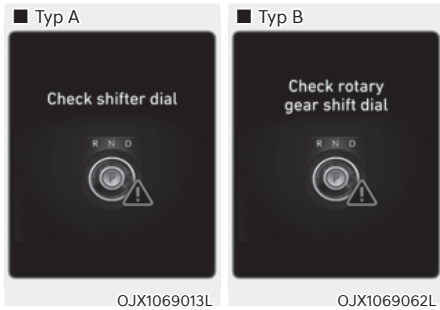 ■ Typ A
Check shifter dial
R N D
P
OJX1069013L
■ Typ B
Check rotary
gear shift dial
R N D
P
OJX1069062L